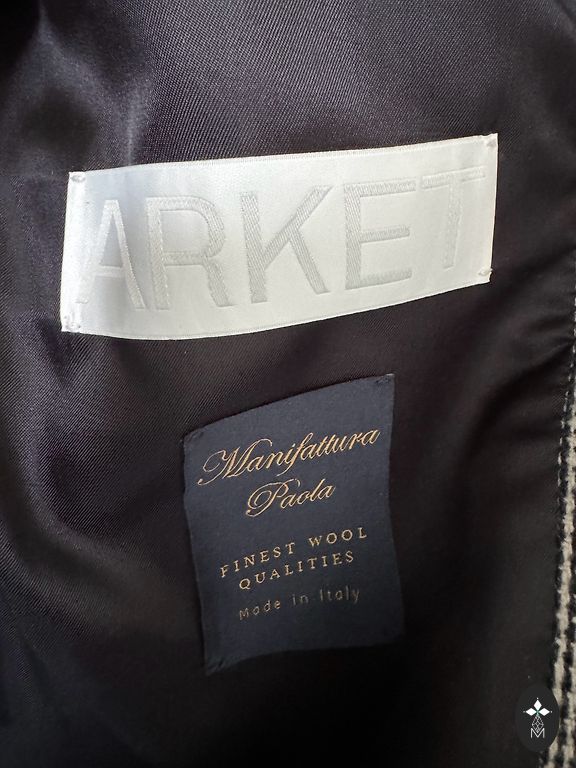 ARKET
Manifattura
Paola
FINEST WOOL
QUALITIES
Made in Italy
M